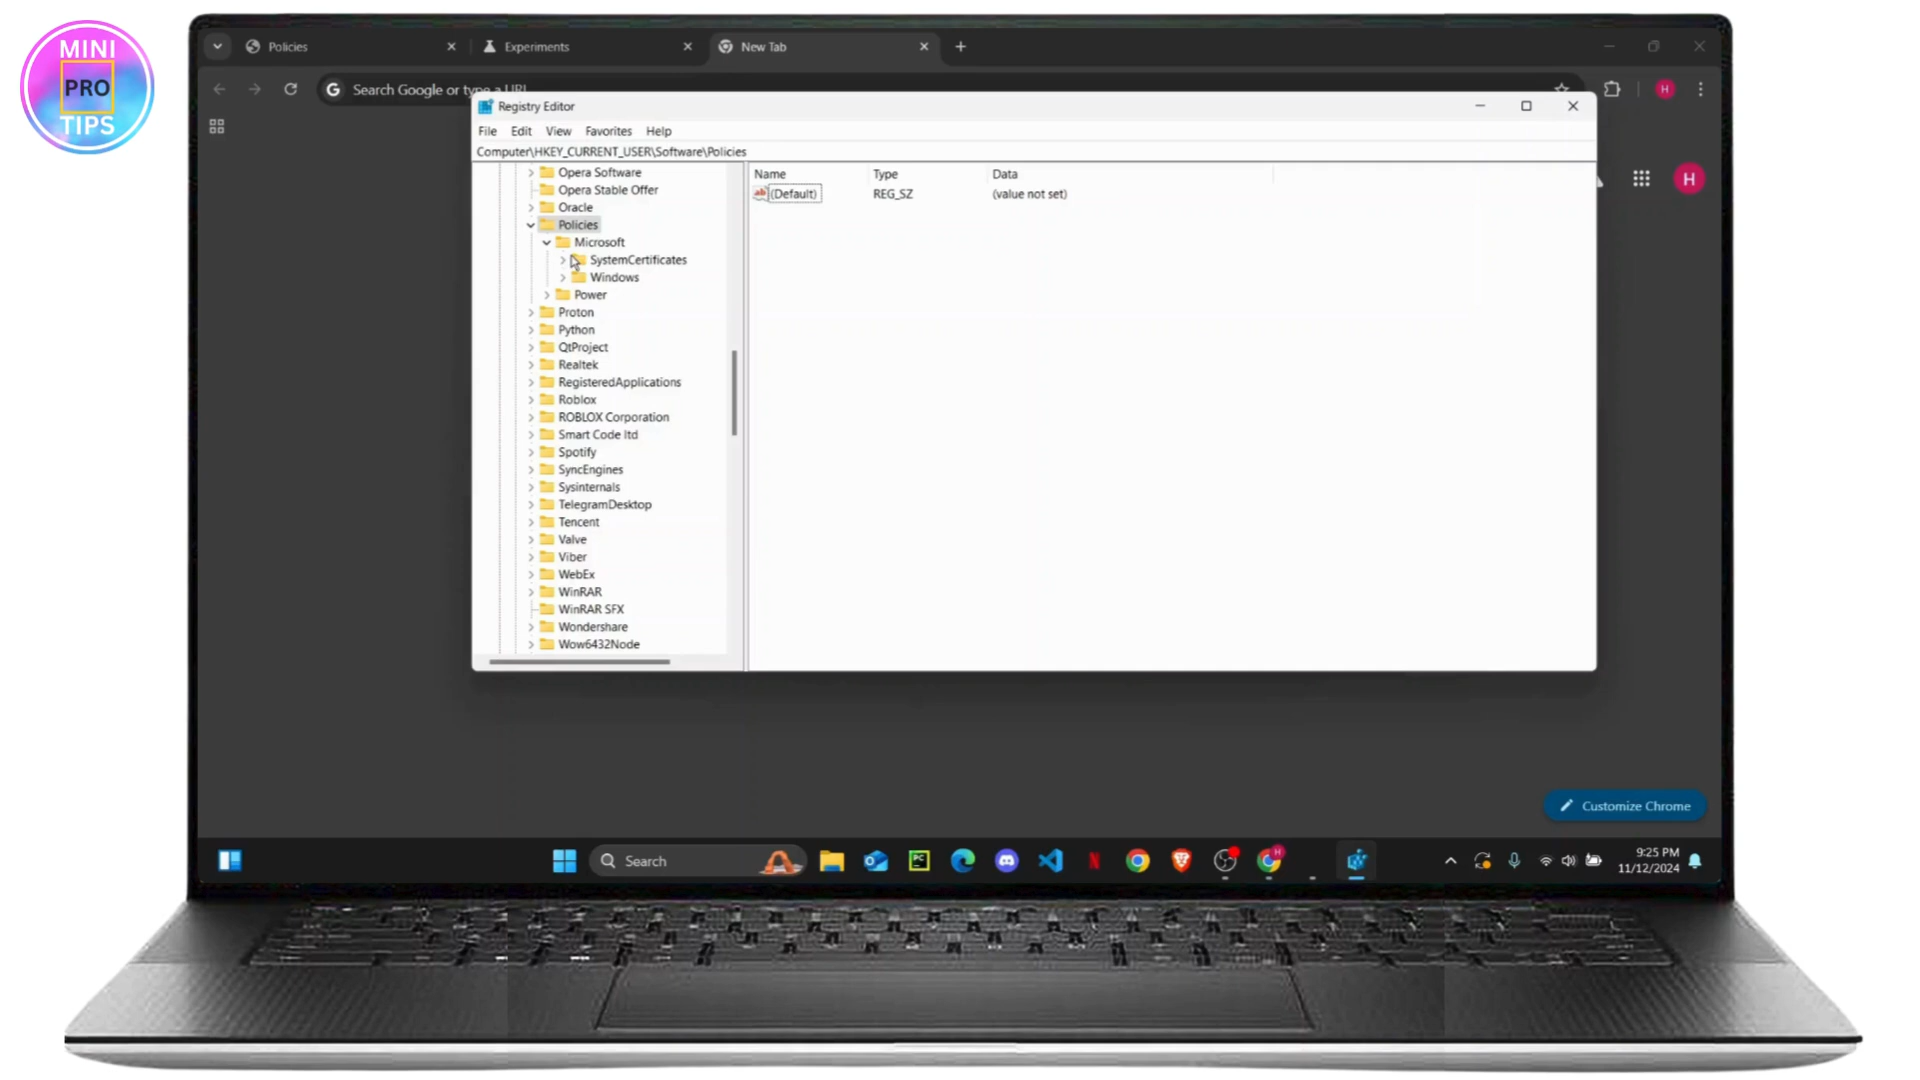 MINI
PRO
TIPS
Policies
Experiments
New Tab
Search Google or type a URL
H
Registry Editor
File Edit View Favorites Help
Computer\HKEY_CURRENT_USER\Software\Policies
Opera Software
Opera Stable Offer
Oracle
Policies
Microsoft
SystemCertificates
Windows
Power
Proton
Python
QtProject
Realtek
RegisteredApplications
Roblox
ROBLOX Corporation
Smart Code ltd
Spotify
SyncEngines
Sysinternals
TelegramDesktop
Tencent
Valve
Viber
WebEx
WinRAR
WinRAR SFX
Wondershare
Wow6432Node
Name Type Data
ab (Default) REG_SZ (value not set)
H
Customize Chrome
Search
PC
N
H
9:25 PM
11/12/2024